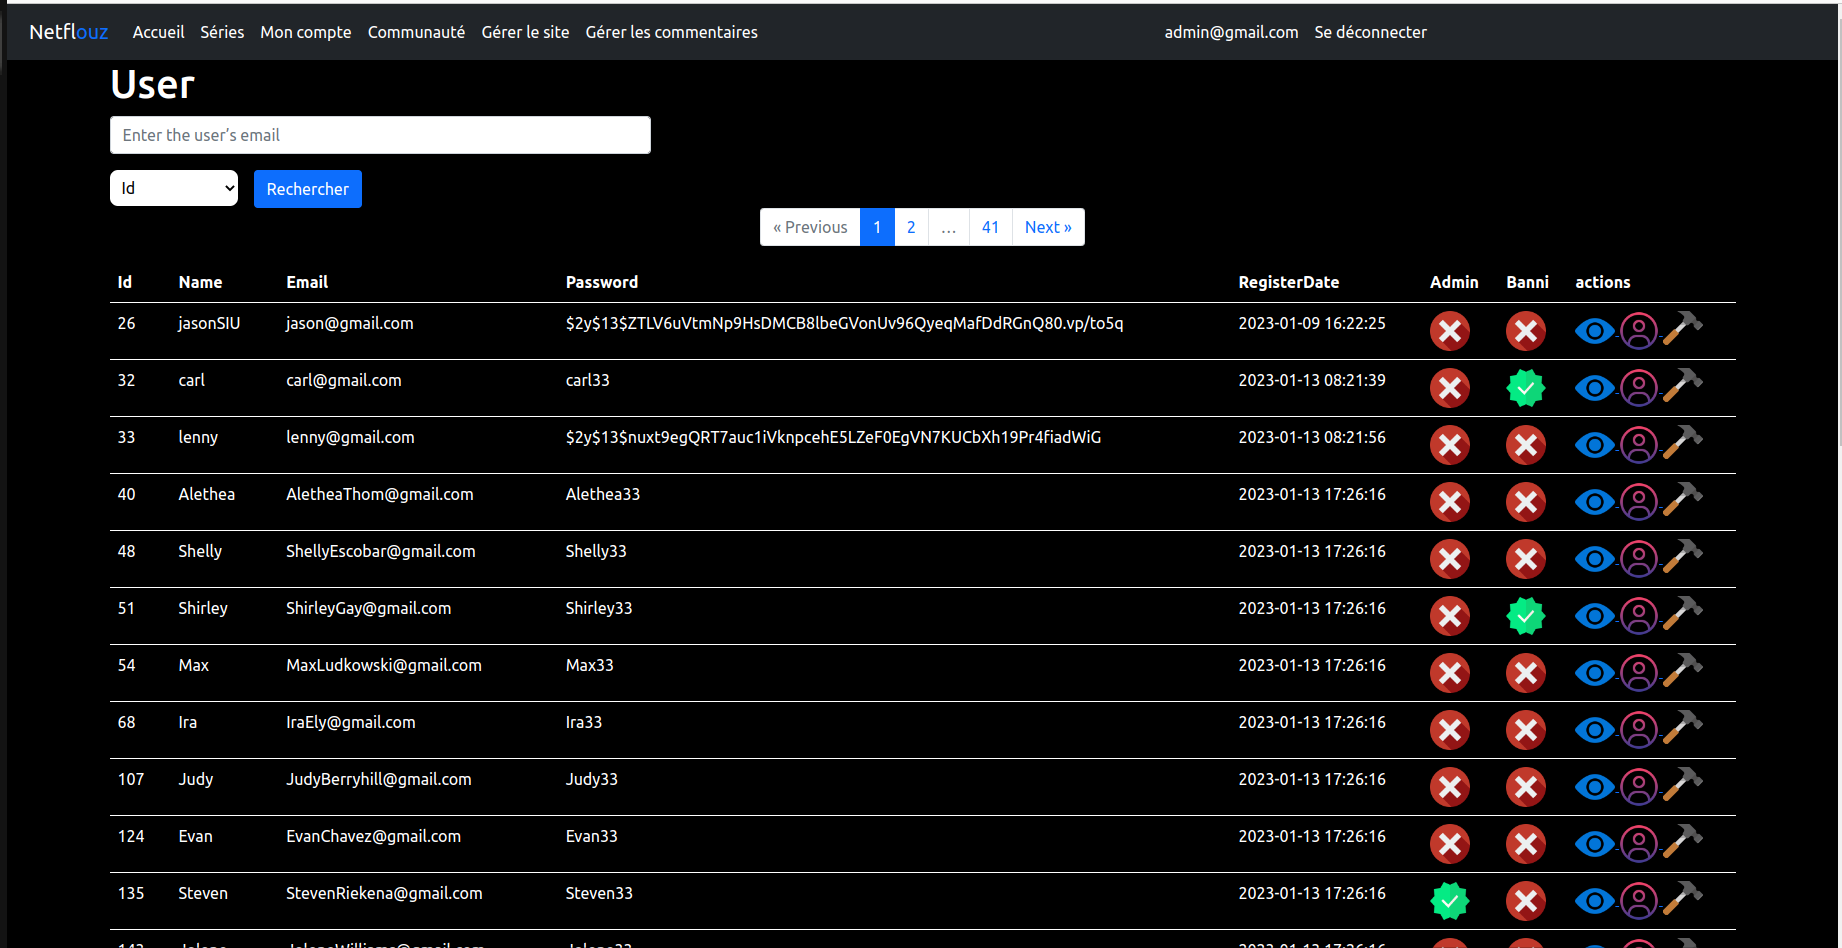 Netflouz Accueil Séries Mon compte Communauté Gérer le site Gérer les commentaires admin@gmail.com Se déconnecter
User
Enter the user’s email
Id Rechercher
« Previous 1 2 … 41 Next »
Id Name Email Password RegisterDate Admin Banni actions
26 jasonSIU jason@gmail.com $2y$13$ZTLV6uVtmNp9HsDMCB8lbeGVonUv96QyeqMafDdRGnQ80.vp/to5q 2023-01-09 16:22:25
32 carl carl@gmail.com carl33 2023-01-13 08:21:39
33 lenny lenny@gmail.com $2y$13$nuxt9egQRT7auc1iVknpcehE5LZeF0EgVN7KUCbXh19Pr4fiadWiG 2023-01-13 08:21:56
40 Alethea AletheaThom@gmail.com Alethea33 2023-01-13 17:26:16
48 Shelly ShellyEscobar@gmail.com Shelly33 2023-01-13 17:26:16
51 Shirley ShirleyGay@gmail.com Shirley33 2023-01-13 17:26:16
54 Max MaxLudkowski@gmail.com Max33 2023-01-13 17:26:16
68 Ira IraEly@gmail.com Ira33 2023-01-13 17:26:16
107 Judy JudyBerryhill@gmail.com Judy33 2023-01-13 17:26:16
124 Evan EvanChavez@gmail.com Evan33 2023-01-13 17:26:16
135 Steven StevenRiekena@gmail.com Steven33 2023-01-13 17:26:16